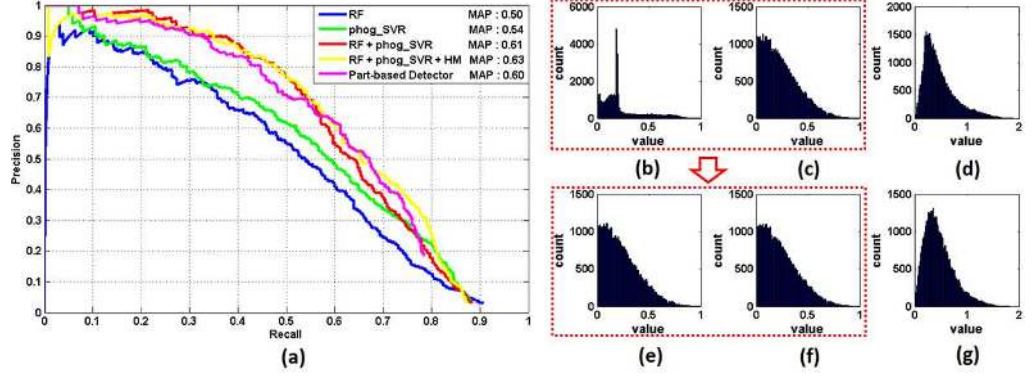 1
0.9
0.8
0.7
0.6
0.5
0.4
0.3
0.2
0.1
0
Precision
0 0.1 0.2 0.3 0.4 0.5 0.6 0.7 0.8 0.9 1
Recall
RF MAP : 0.50
phog_SVR MAP : 0.54
RF + phog_SVR MAP : 0.61
RF + phog_SVR + HM MAP : 0.63
Part-based Detector MAP : 0.60
(a)
6000
4000
2000
0
count
0 0.5 1
value
(b)
1500
1000
500
0
count
0 0.5 1
value
(c)
2000
1500
1000
500
0
count
0 1 2
value
(d)
1500
1000
500
0
count
0 0.5 1
value
(e)
1500
1000
500
0
count
0 0.5 1
value
(f)
1500
1000
500
0
count
0 1 2
value
(g)